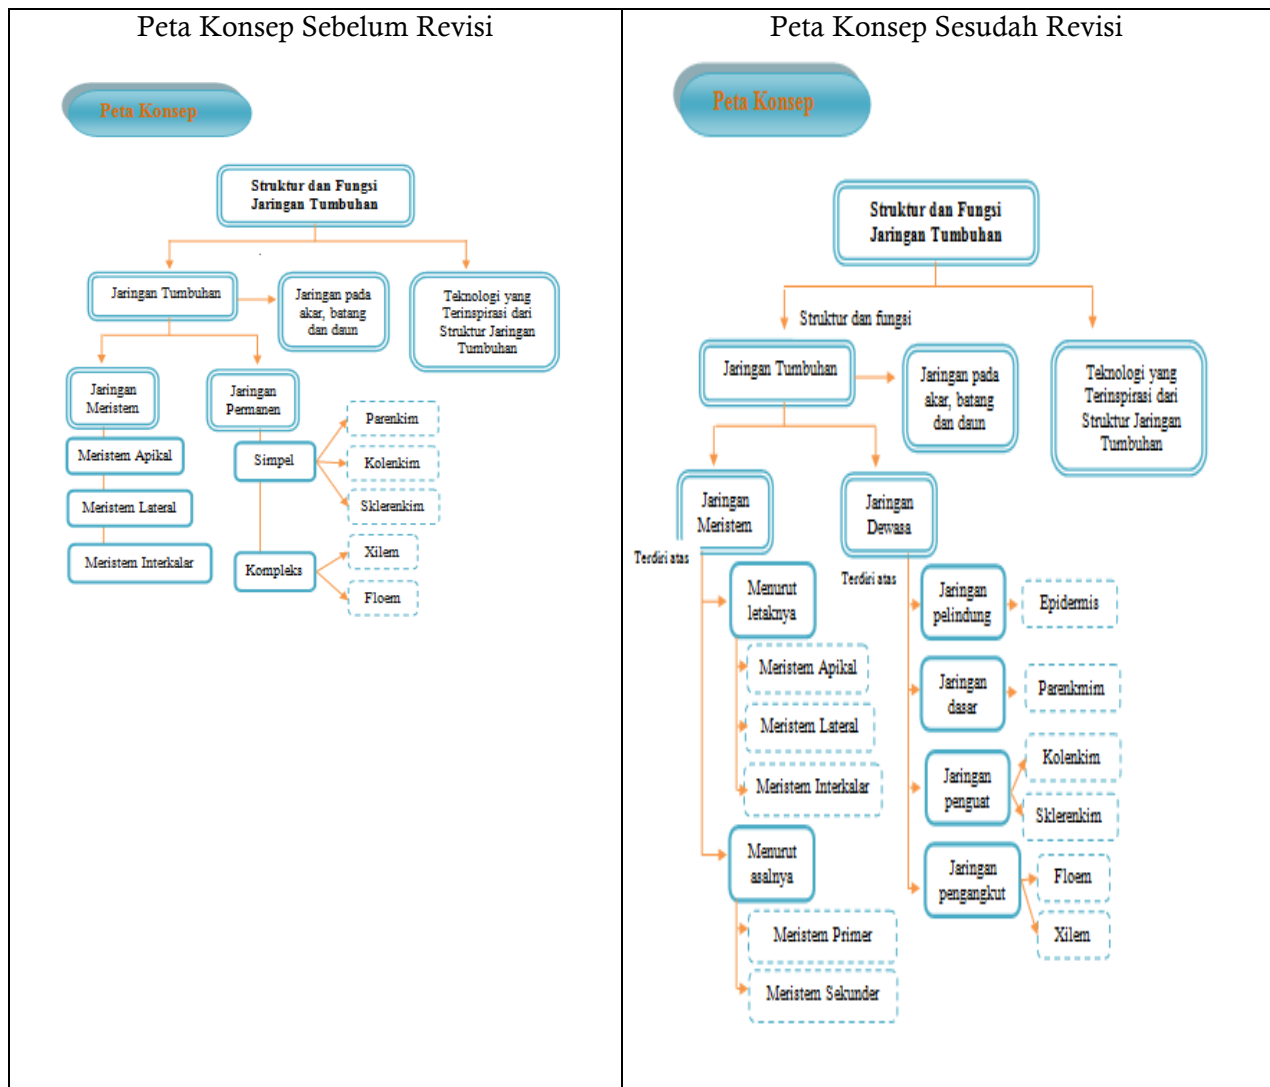 Peta Konsep Sebelum Revisi
Peta Konsep
Struktur dan Fungsi
Jaringan Tumbuhan
Jaringan Tumbuhan
Jaringan pada
akar, batang
dan daun
Teknologi yang
Terinspirasi dari
Struktur Jaringan
Tumbuhan
Jaringan
Meristem
Jaringan
Permanen
Meristem Apikal
Meristem Lateral
Meristem Interkalar
Simpel
Parenkim
Kolenkim
Sklerenkim
Kompleks
Xilem
Floem
Peta Konsep Sesudah Revisi
Peta Konsep
Struktur dan Fungsi
Jaringan Tumbuhan
Struktur dan fungsi
Jaringan Tumbuhan
Jaringan pada
akar, batang
dan daun
Teknologi yang
Terinspirasi dari
Struktur Jaringan
Tumbuhan
Jaringan
Meristem
Jaringan
Dewasa
Terdiri atas
Menurut
letaknya
Meristem Apikal
Meristem Lateral
Meristem Interkalar
Menurut
asalnya
Meristem Primer
Meristem Sekunder
Terdiri atas
Jaringan
pelindung
Epidermis
Jaringan
dasar
Parenkmim
Jaringan
penguat
Kolenkim
Sklerenkim
Jaringan
pengangkut
Floem
Xilem